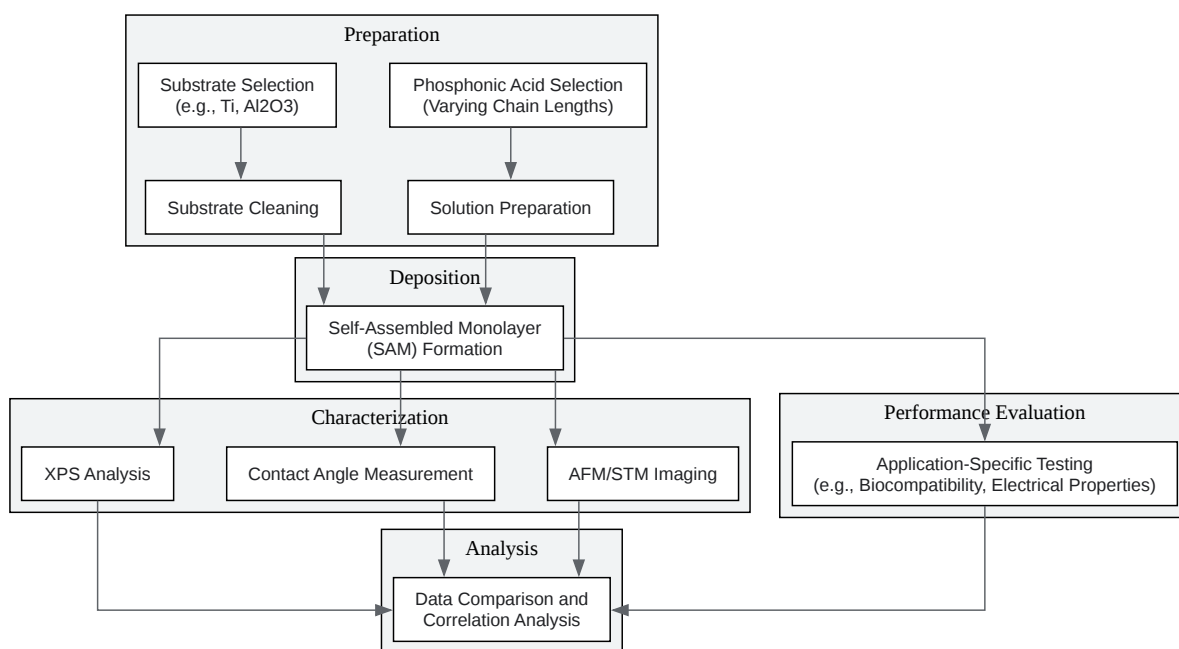 Preparation
Substrate Selection
(e.g., Ti, Al2O3)
Phosphonic Acid Selection
(Varying Chain Lengths)
Substrate Cleaning
Solution Preparation
Deposition
Self-Assembled Monolayer
(SAM) Formation
Characterization
XPS Analysis
Contact Angle Measurement
AFM/STM Imaging
Performance Evaluation
Application-Specific Testing
(e.g., Biocompatibility, Electrical Properties)
Analysis
Data Comparison and
Correlation Analysis